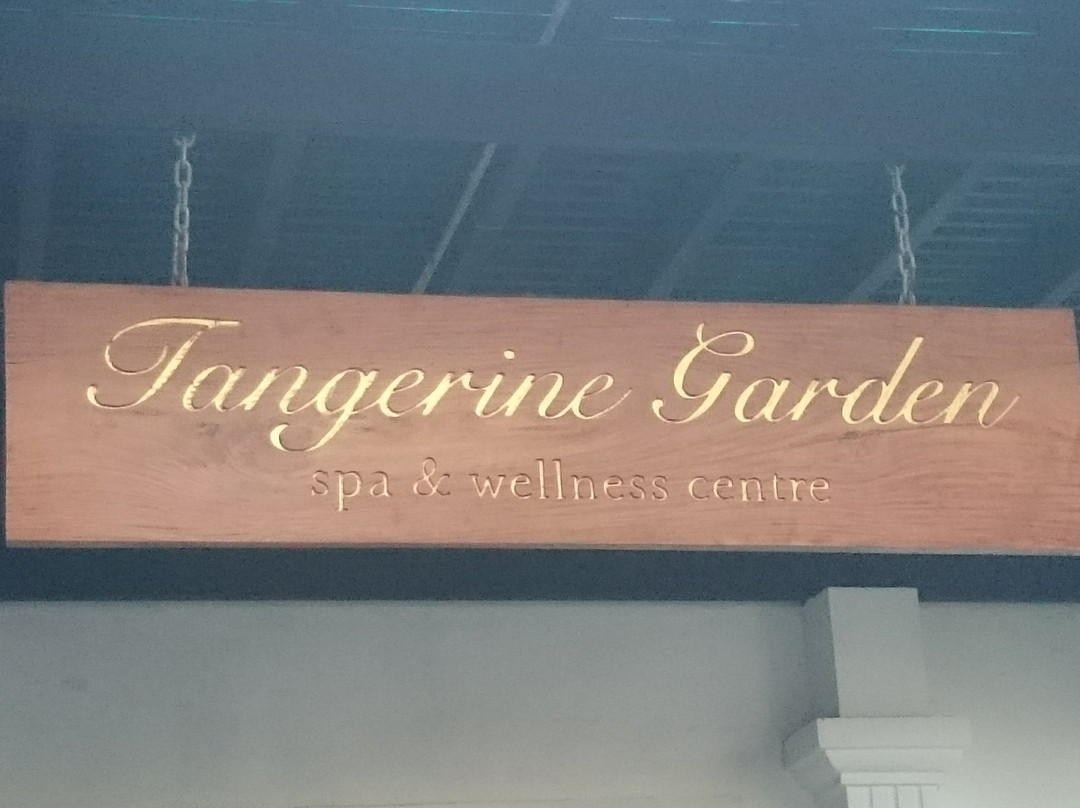 Tangerine Garden
spa & wellness centre